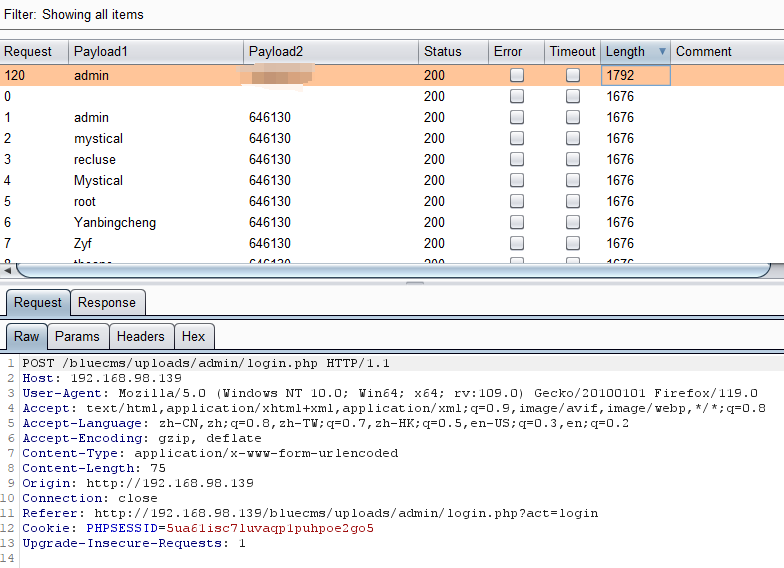 Filter: Showing all items
Request Payload1 Payload2 Status Error Timeout Length Comment
120 admin 200 1792
0 200 1676
1 admin 646130 200 1676
2 mystical 646130 200 1676
3 recluse 646130 200 1676
4 Mystical 646130 200 1676
5 root 646130 200 1676
6 Yanbingcheng 646130 200 1676
7 Zyf 646130 200 1676
Request Response
Raw Params Headers Hex
1 POST /bluecms/uploads/admin/login.php HTTP/1.1
2 Host: 192.168.98.139
3 User-Agent: Mozilla/5.0 (Windows NT 10.0; Win64; x64; rv:109.0) Gecko/20100101 Firefox/119.0
4 Accept: text/html,application/xhtml+xml,application/xml;q=0.9,image/avif,image/webp,*/*;q=0.8
5 Accept-Language: zh-CN,zh;q=0.8,zh-TW;q=0.7,zh-HK;q=0.5,en-US;q=0.3,en;q=0.2
6 Accept-Encoding: gzip, deflate
7 Content-Type: application/x-www-form-urlencoded
8 Content-Length: 75
9 Origin: http://192.168.98.139
10 Connection: close
11 Referer: http://192.168.98.139/bluecms/uploads/admin/login.php?act=login
12 Cookie: PHPSESSID=5ua61isc7luvaqp1puhpoe2go5
13 Upgrade-Insecure-Requests: 1
14